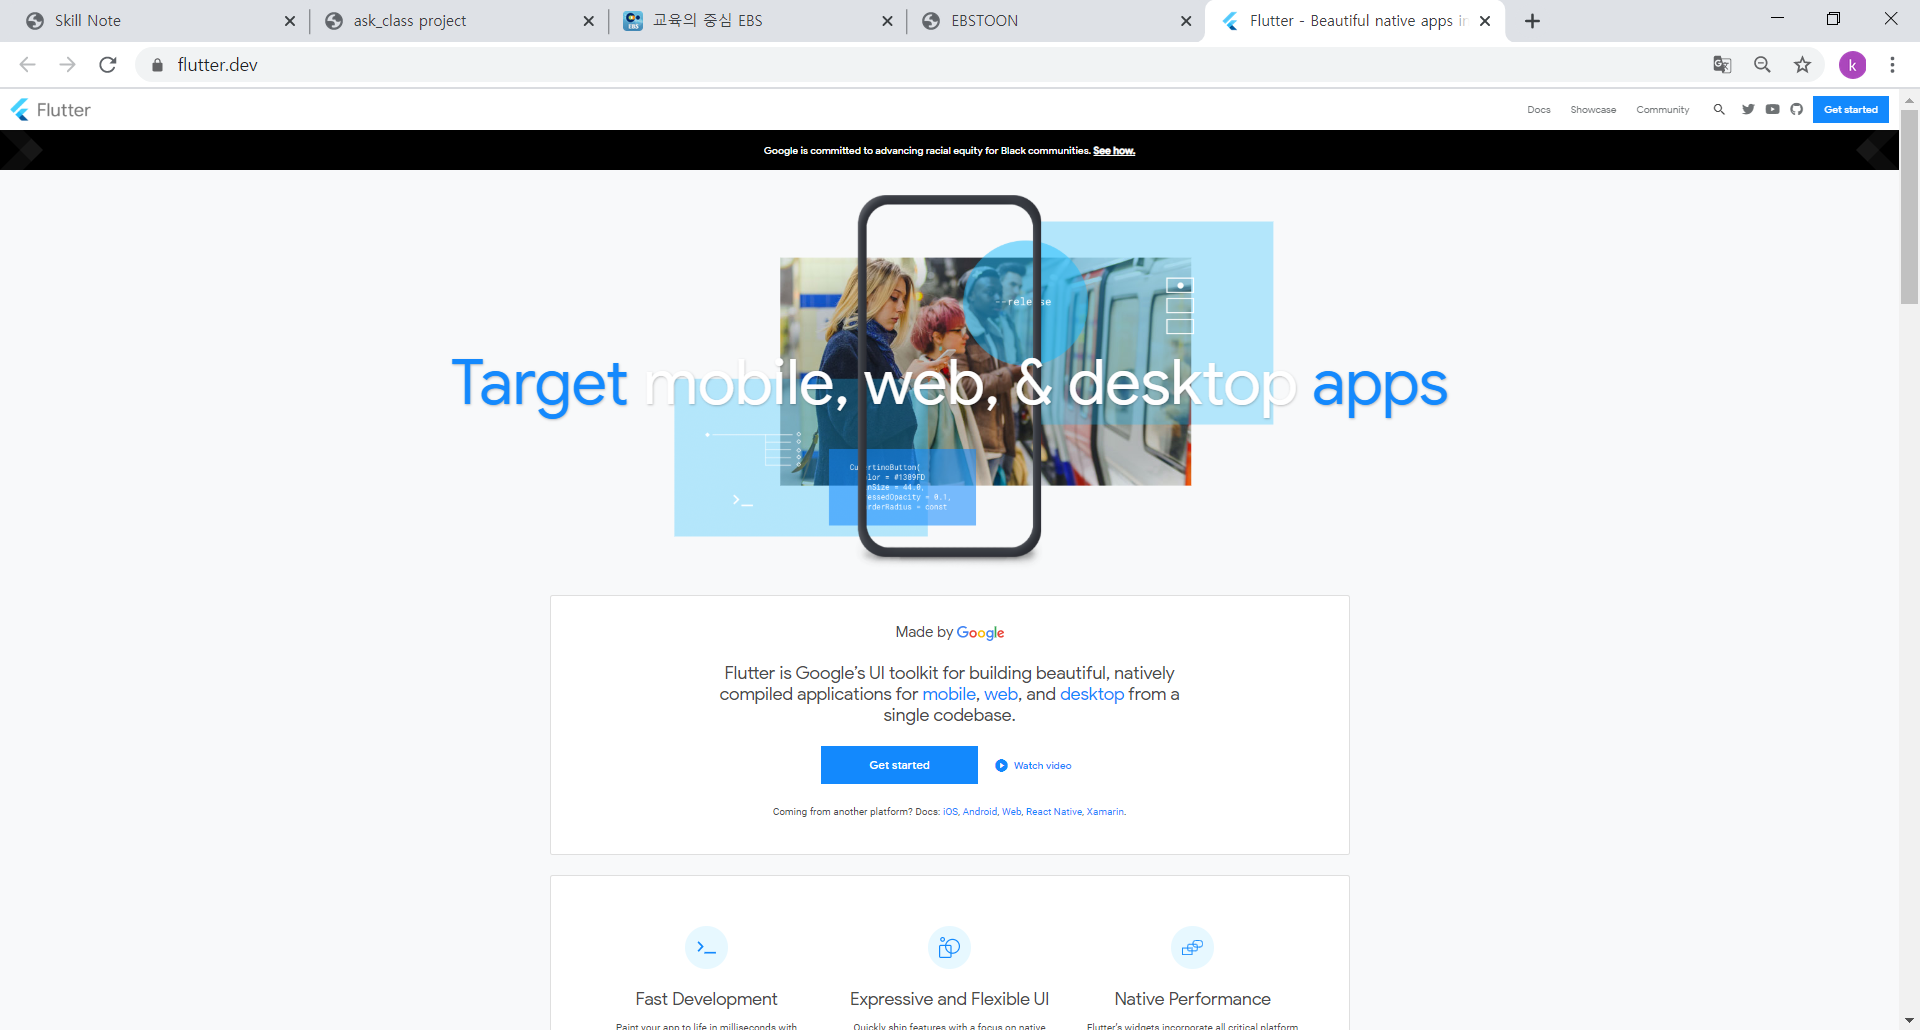 Skill Note
ask_class project
교육의 중심 EBS
EBSTOON
Flutter - Beautiful native apps in
flutter.dev
k
Flutter
Docs
Showcase
Community
Get started
Google is committed to advancing racial equity for Black communities. See how.
--release
Target mobile, web, & desktop apps
CupertinoButton(
lor = #1389FD
nSize = 44.0,
essedOpacity = 0.1,
rderRadius = const
>_
Made by Google
Flutter is Google's UI toolkit for building beautiful, natively
compiled applications for mobile, web, and desktop from a
single codebase.
Get started
Watch video
Coming from another platform? Docs: iOS, Android, Web, React Native, Xamarin.
Fast Development
Expressive and Flexible UI
Native Performance
Paint your app to life in milliseconds with
Quickly ship features with a focus on native
Flutter's widgets incorporate all critical platform